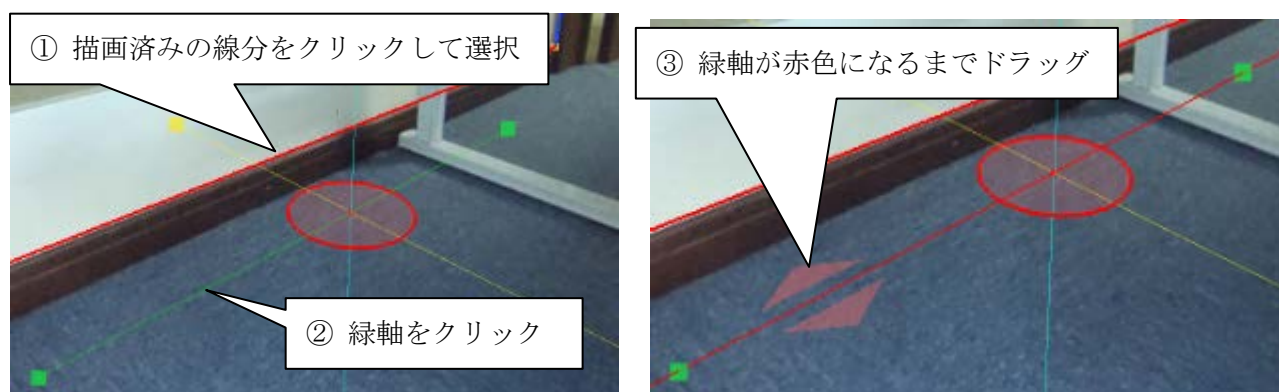 ① 描画済みの線分をクリックして選択
② 緑軸をクリック
③ 緑軸が赤色になるまでドラッグ